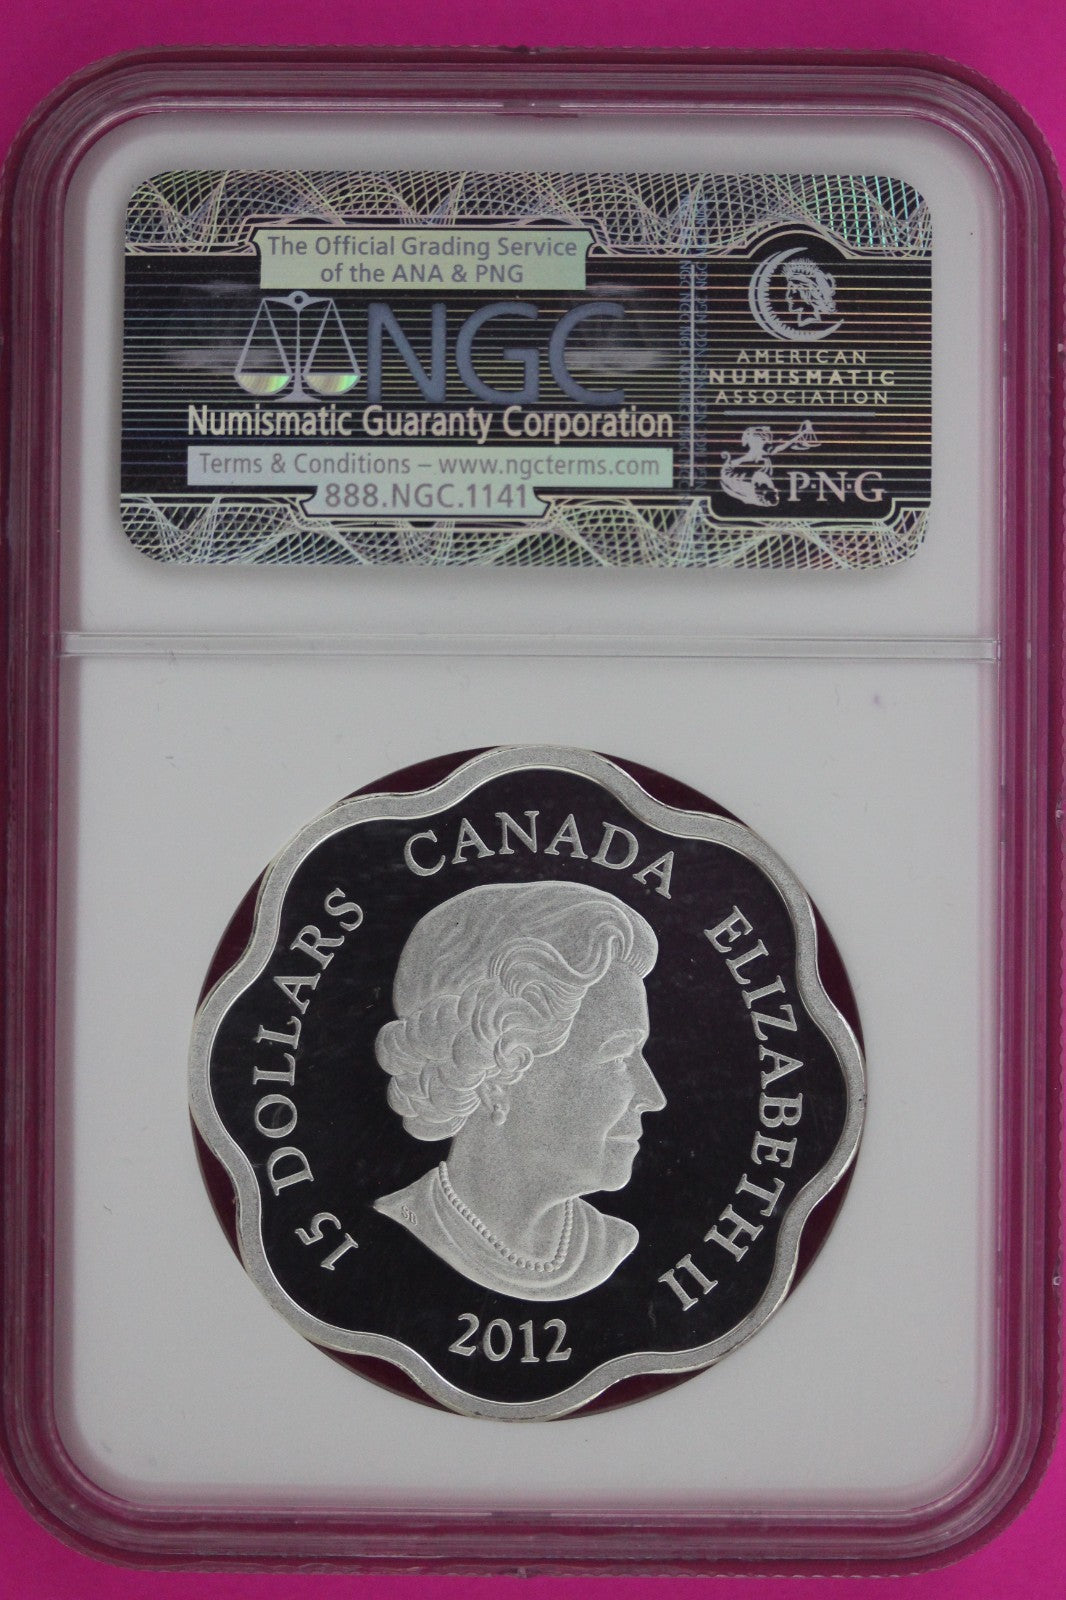 The Official Grading Service
of the ANA & PNG
NGC
Numismatic Guaranty Corporation
Terms & Conditions – www.ngcterms.com
888.NGC.1141
AMERICAN
NUMISMATIC
ASSOCIATION
P·N·G
15 DOLLARS
CANADA
ELIZABETH II
SB
2012